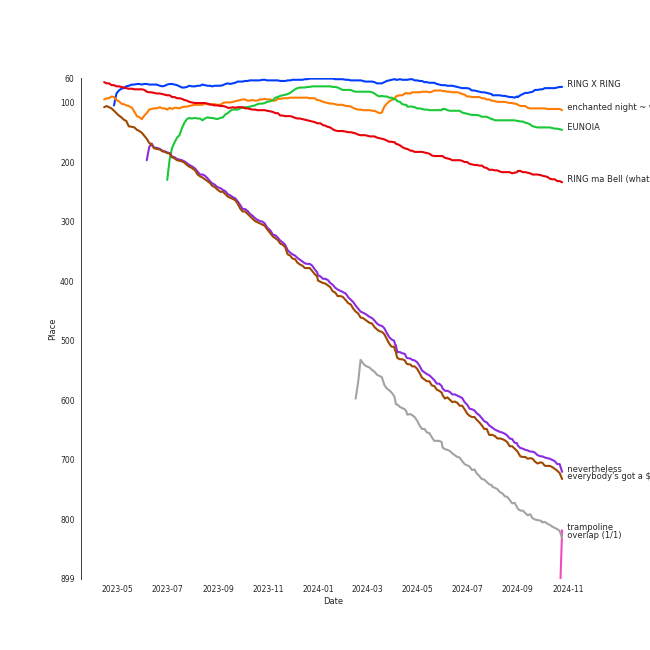 60
100
200
300
400
500
600
700
800
899
Place
2023-05
2023-07
2023-09
2023-11
2024-01
2024-03
2024-05
2024-07
2024-09
2024-11
Date
RING X RING
enchanted night ~
EUNOIA
RING ma Bell (what
nevertheless
everybody's got a $
trampoline
overlap (1/1)